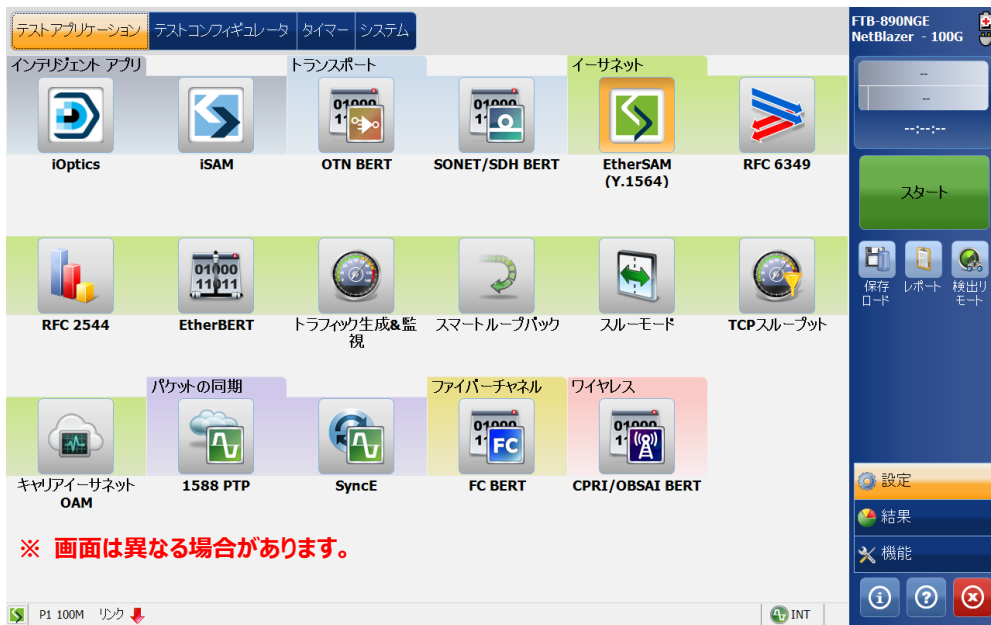 テストアプリケーション テストコンフィギュレータ タイマー システム
FTB-890NGE
NetBlazer - 100G
インテリジェント アプリ トランスポート イーサネット
--
--
--:--:--
01000
01000
iOptics iSAM OTN BERT SONET/SDH BERT EtherSAM RFC 6349
(Y.1564)
スタート
01000
11011
保存 レポート 検出リ
ロード モート
RFC 2544 EtherBERT トラフィック生成&監 スマートループバック スルーモード TCPスループット
視
パケットの同期 ファイバーチャネル ワイヤレス
01000
FC
01000
キャリアイーサネット 1588 PTP SyncE FC BERT CPRI/OBSAI BERT
OAM
設定
結果
機能
※ 画面は異なる場合があります。
P1 100M リンク INT